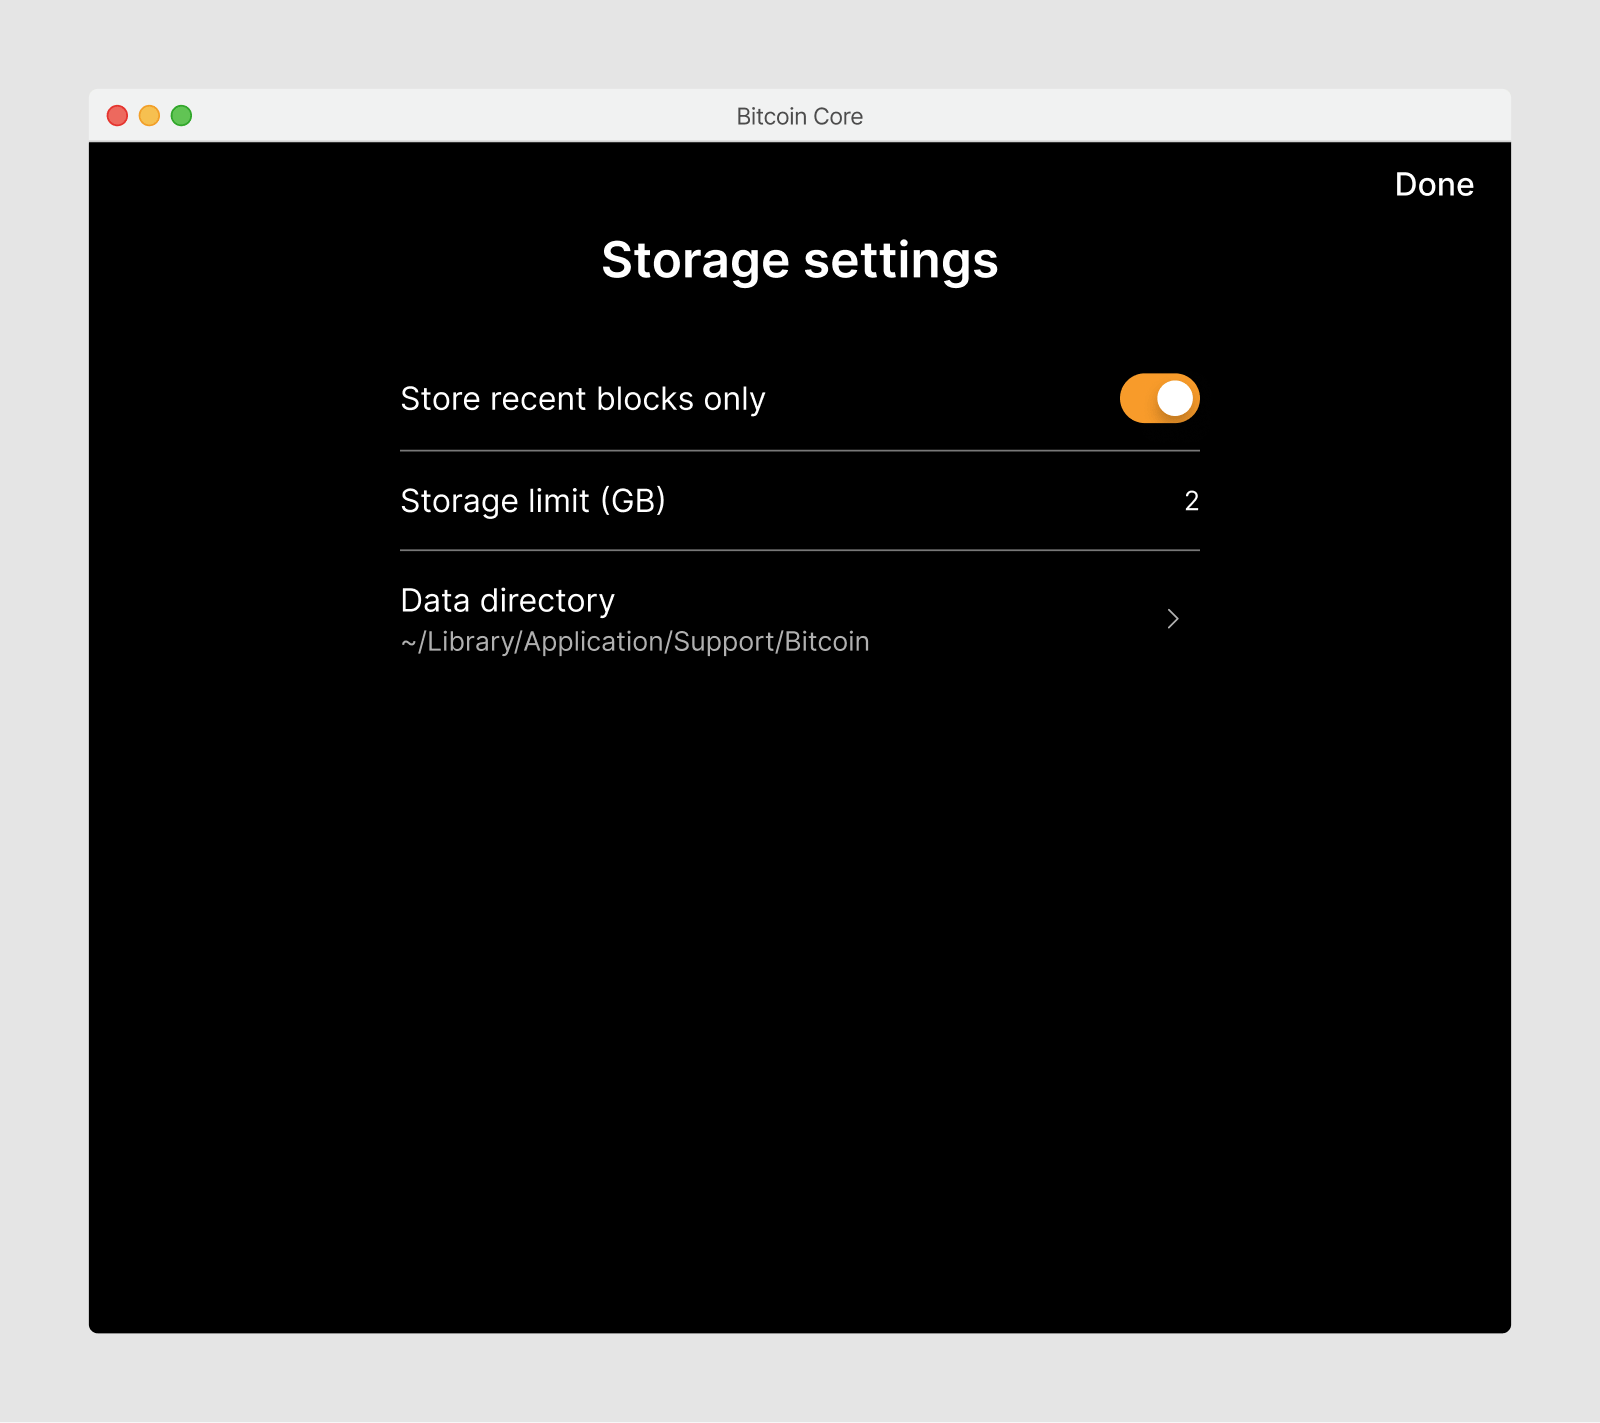 Bitcoin Core
Done
Storage settings
Store recent blocks only
Storage limit (GB)
2
Data directory
~/Library/Application/Support/Bitcoin